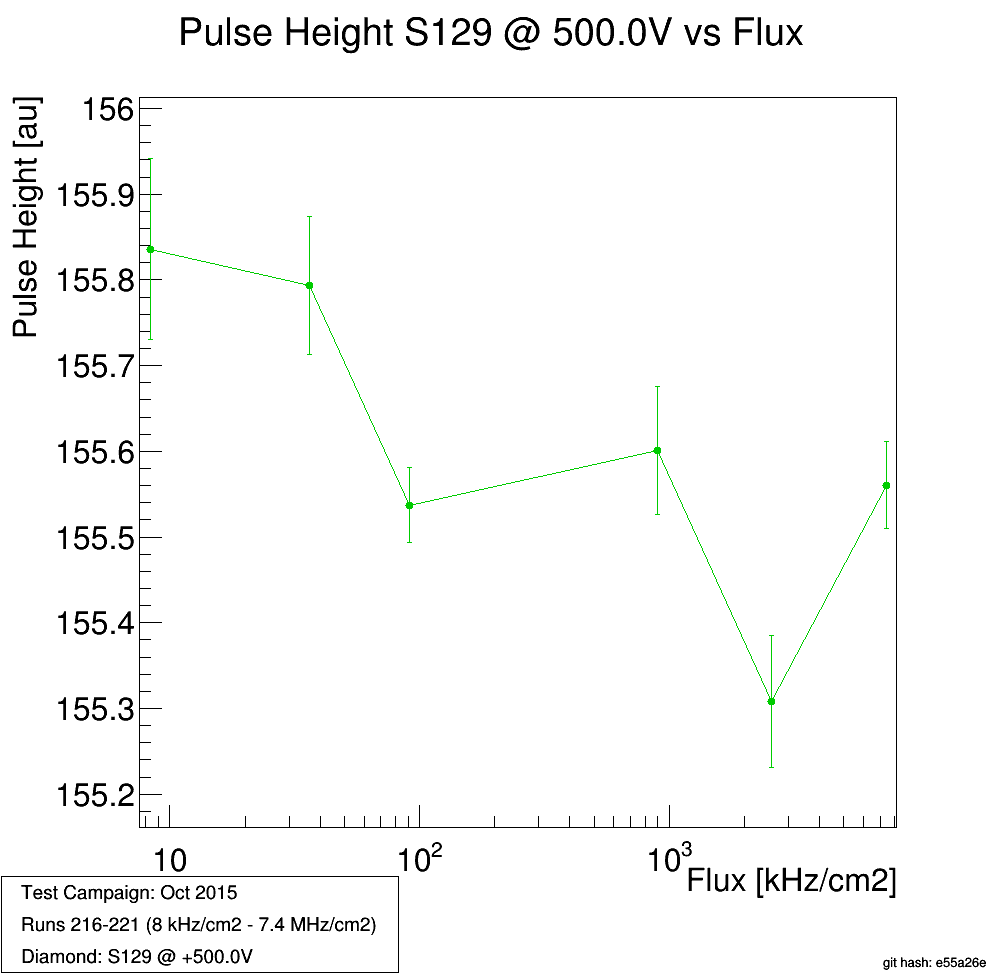 Pulse Height S129 @ 500.0V vs Flux
Pulse Height [au]
156
155.9
155.8
155.7
155.6
155.5
155.4
155.3
155.2
10
10²
10³
Flux [kHz/cm2]
Test Campaign: Oct 2015
Runs 216-221 (8 kHz/cm2 - 7.4 MHz/cm2)
Diamond: S129 @ +500.0V
git hash: e55a26e